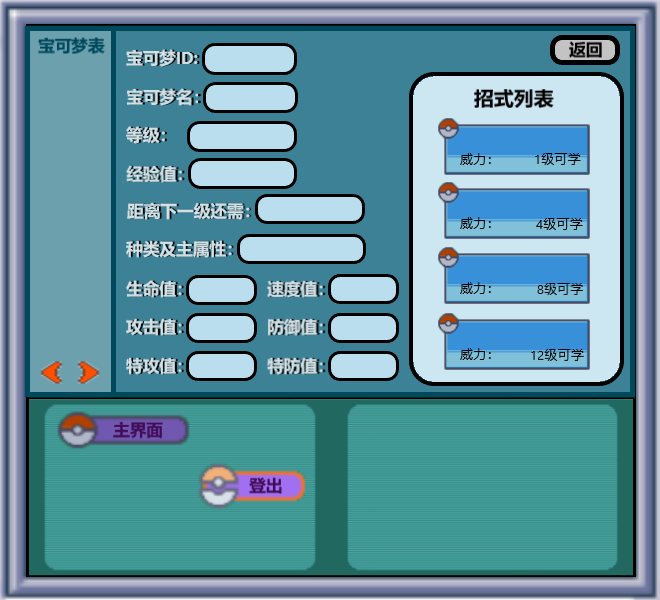 宝可梦表
返回
宝可梦ID:
宝可梦名:
等级:
经验值:
距离下一级还需:
种类及主属性:
生命值: 速度值:
攻击值: 防御值:
特攻值: 特防值:
招式列表
威力: 1级可学
威力: 4级可学
威力: 8级可学
威力: 12级可学
主界面
登出